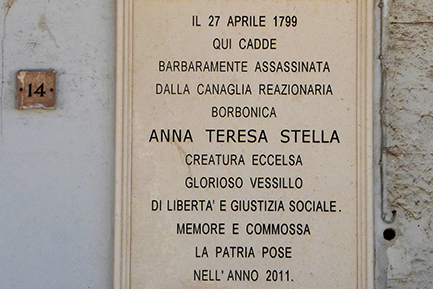 14
IL 27 APRILE 1799
QUI CADDE
BARBARAMENTE ASSASSINATA
DALLA CANAGLIA REAZIONARIA
BORBONICA
ANNA TERESA STELLA
CREATURA ECCELSA
GLORIOSO VESSILLO
DI LIBERTA' E GIUSTIZIA SOCIALE.
MEMORE E COMMOSSA
LA PATRIA POSE
NELL'ANNO 2011.